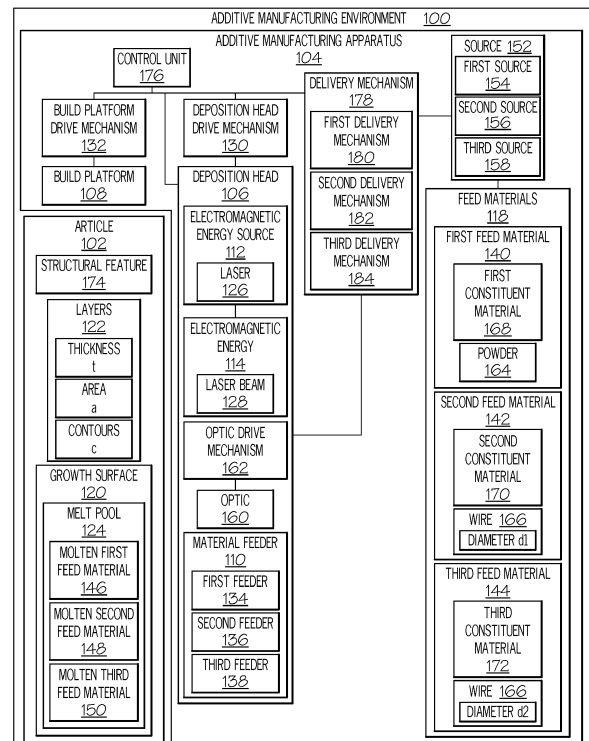 ADDITIVE MANUFACTURING ENVIRONMENT 100
ADDITIVE MANUFACTURING APPARATUS
104
CONTROL UNIT
176
BUILD PLATFORM
DRIVE MECHANISM
132
BUILD PLATFORM
108
DEPOSITION HEAD
DRIVE MECHANISM
130
DEPOSITION HEAD
106
ELECTROMAGNETIC
ENERGY SOURCE
112
LASER
126
ELECTROMAGNETIC
ENERGY
114
LASER BEAM
128
OPTIC DRIVE
MECHANISM
162
OPTIC
160
MATERIAL FEEDER
110
FIRST FEEDER
134
SECOND FEEDER
136
THIRD FEEDER
138
DELIVERY MECHANISM
178
FIRST DELIVERY
MECHANISM
180
SECOND DELIVERY
MECHANISM
182
THIRD DELIVERY
MECHANISM
184
SOURCE 152
FIRST SOURCE
154
SECOND SOURCE
156
THIRD SOURCE
158
FEED MATERIALS
118
FIRST FEED MATERIAL
140
FIRST
CONSTITUENT
MATERIAL
168
POWDER
164
SECOND FEED MATERIAL
142
SECOND
CONSTITUENT
MATERIAL
170
WIRE 166
DIAMETER d1
THIRD FEED MATERIAL
144
THIRD
CONSTITUENT
MATERIAL
172
WIRE 166
DIAMETER d2
ARTICLE
102
STRUCTURAL FEATURE
174
LAYERS
122
THICKNESS
t
AREA
a
CONTOURS
c
GROWTH SURFACE
120
MELT POOL
124
MOLTEN FIRST
FEED MATERIAL
146
MOLTEN SECOND
FEED MATERIAL
148
MOLTEN THIRD
FEED MATERIAL
150